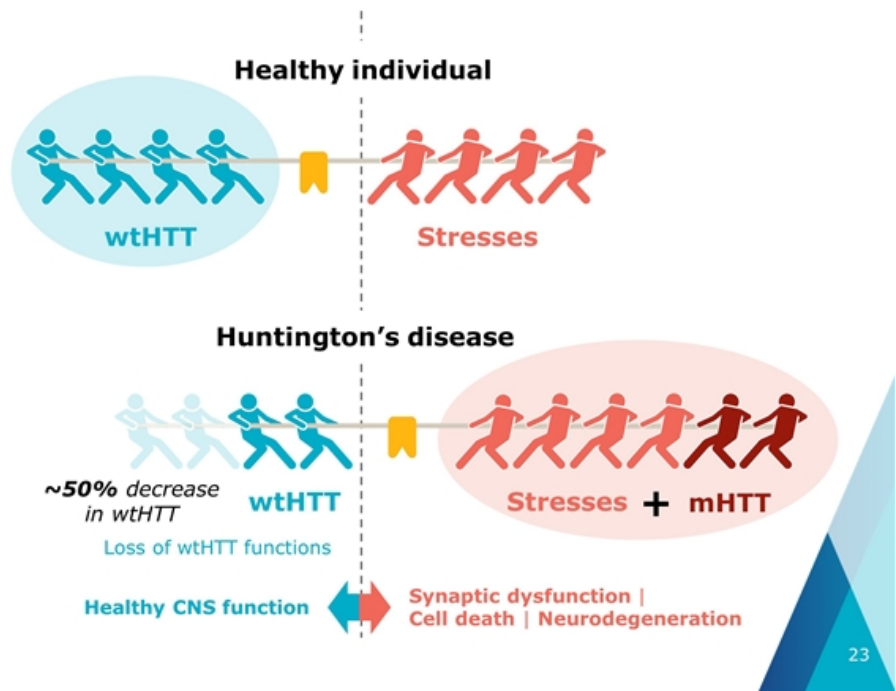 Healthy individual
wtHTT
Stresses
Huntington's disease
~50% decrease
in wtHTT
wtHTT
Stresses + mHTT
Loss of wtHTT functions
Healthy CNS function
Synaptic dysfunction |
Cell death | Neurodegeneration
23